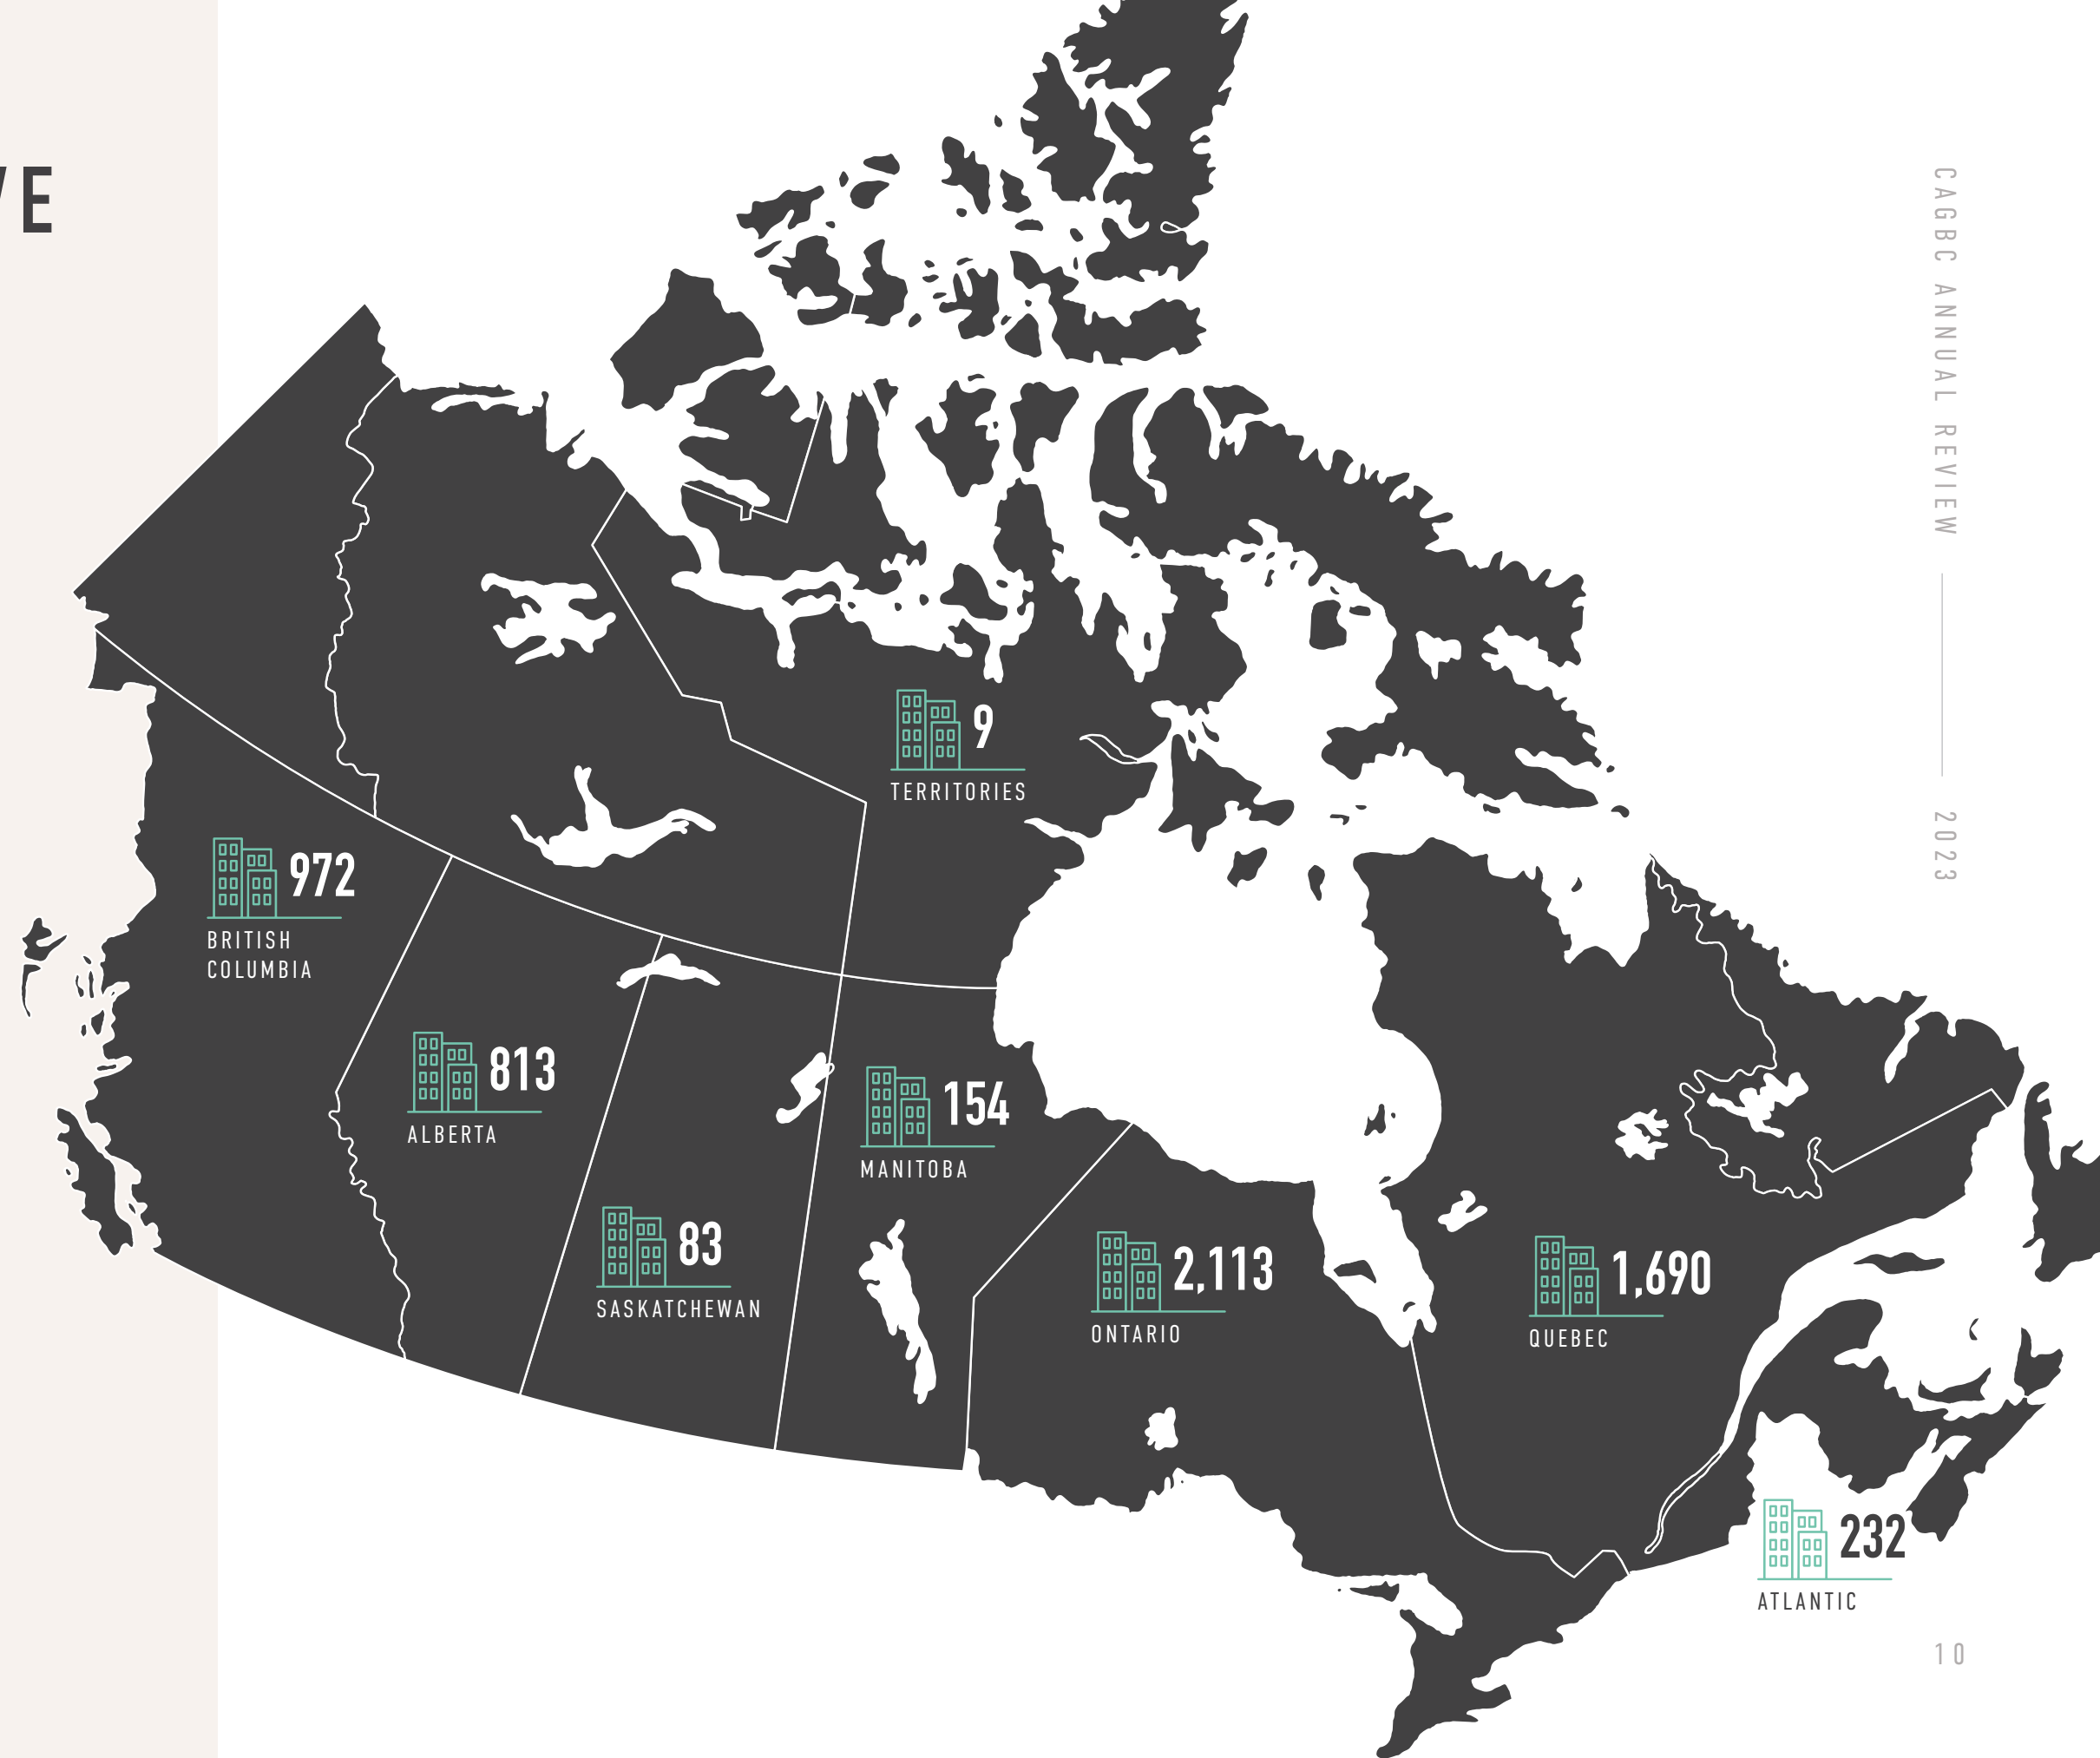 E
9
TERRITORIES
972
BRITISH
COLUMBIA
813
ALBERTA
154
MANITOBA
83
SASKATCHEWAN
2,113
ONTARIO
1,690
QUEBEC
232
ATLANTIC
CAGBC ANNUAL REVIEW
2023
10